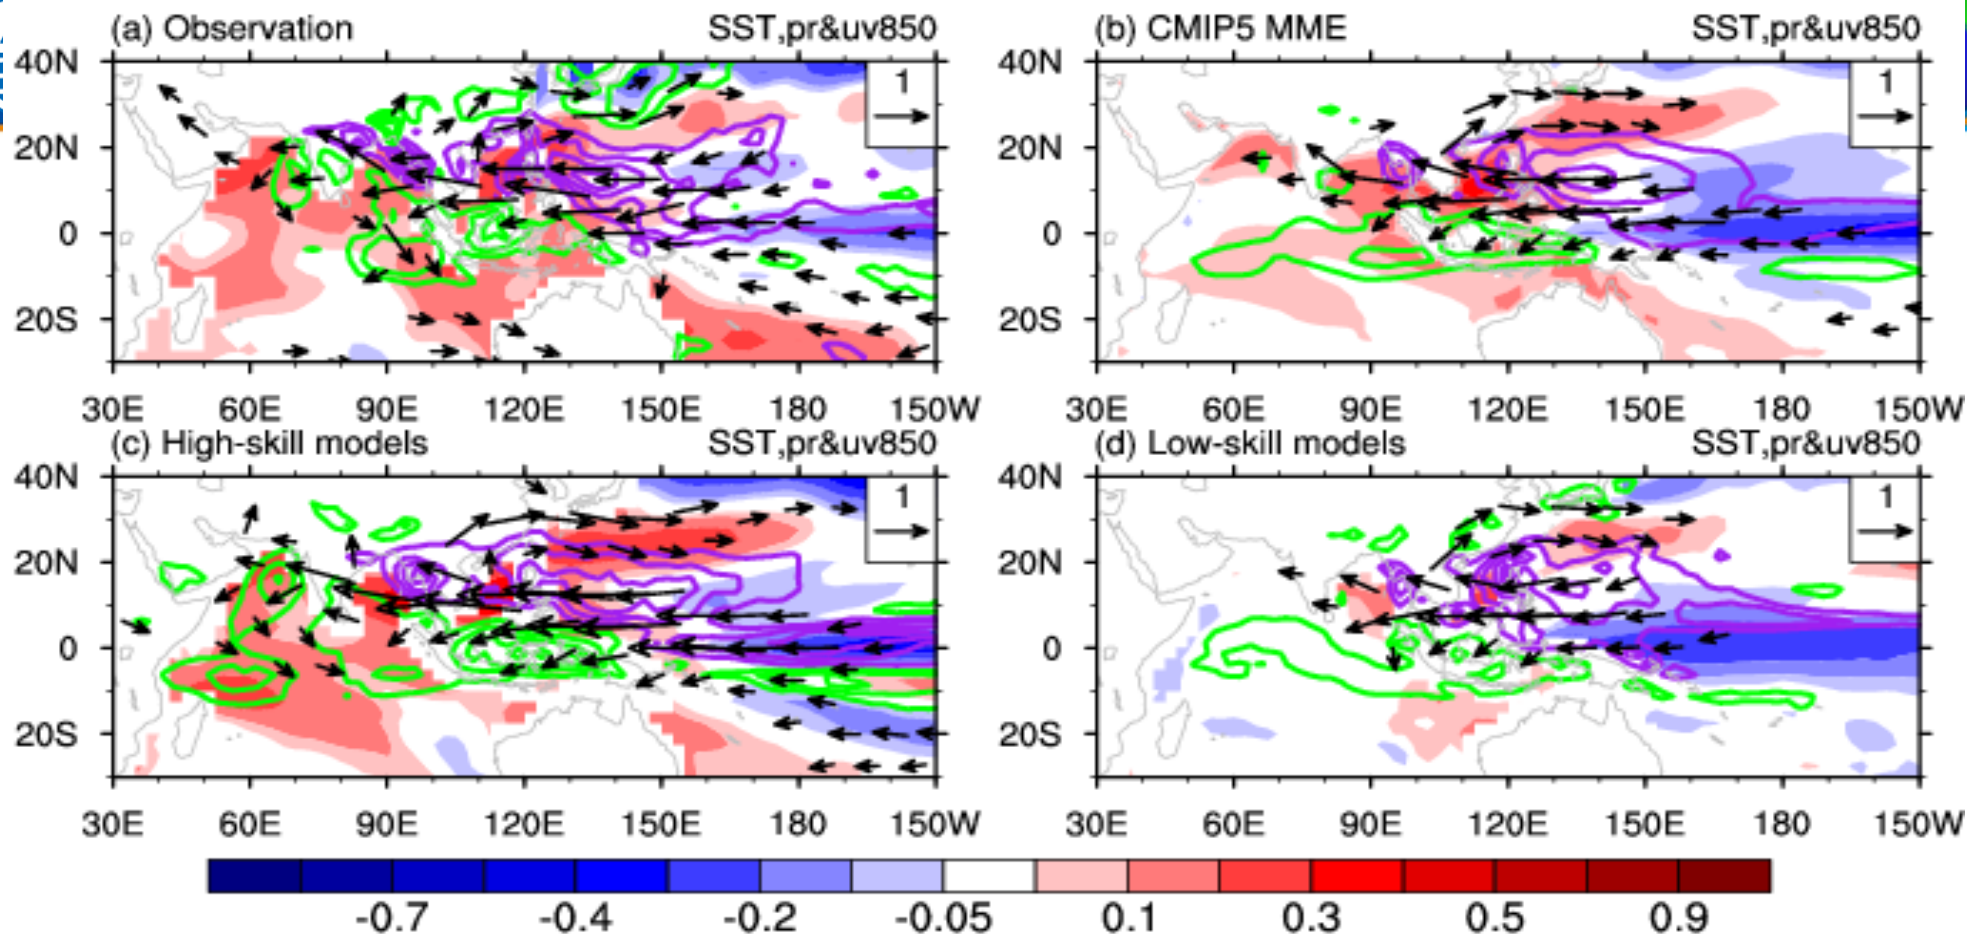 (a) Observation SST,pr&uv850
(b) CMIP5 MME SST,pr&uv850
40N 1 40N 1
20N 20N
0 0
20S 20S
30E 60E 90E 120E 150E 180 150W 30E 60E 90E 120E 150E 180 150W
(c) High-skill models SST,pr&uv850
(d) Low-skill models SST,pr&uv850
40N 1 40N 1
20N 20N
0 0
20S 20S
30E 60E 90E 120E 150E 180 150W 30E 60E 90E 120E 150E 180 150W
-0.7 -0.4 -0.2 -0.05 0.1 0.3 0.5 0.9